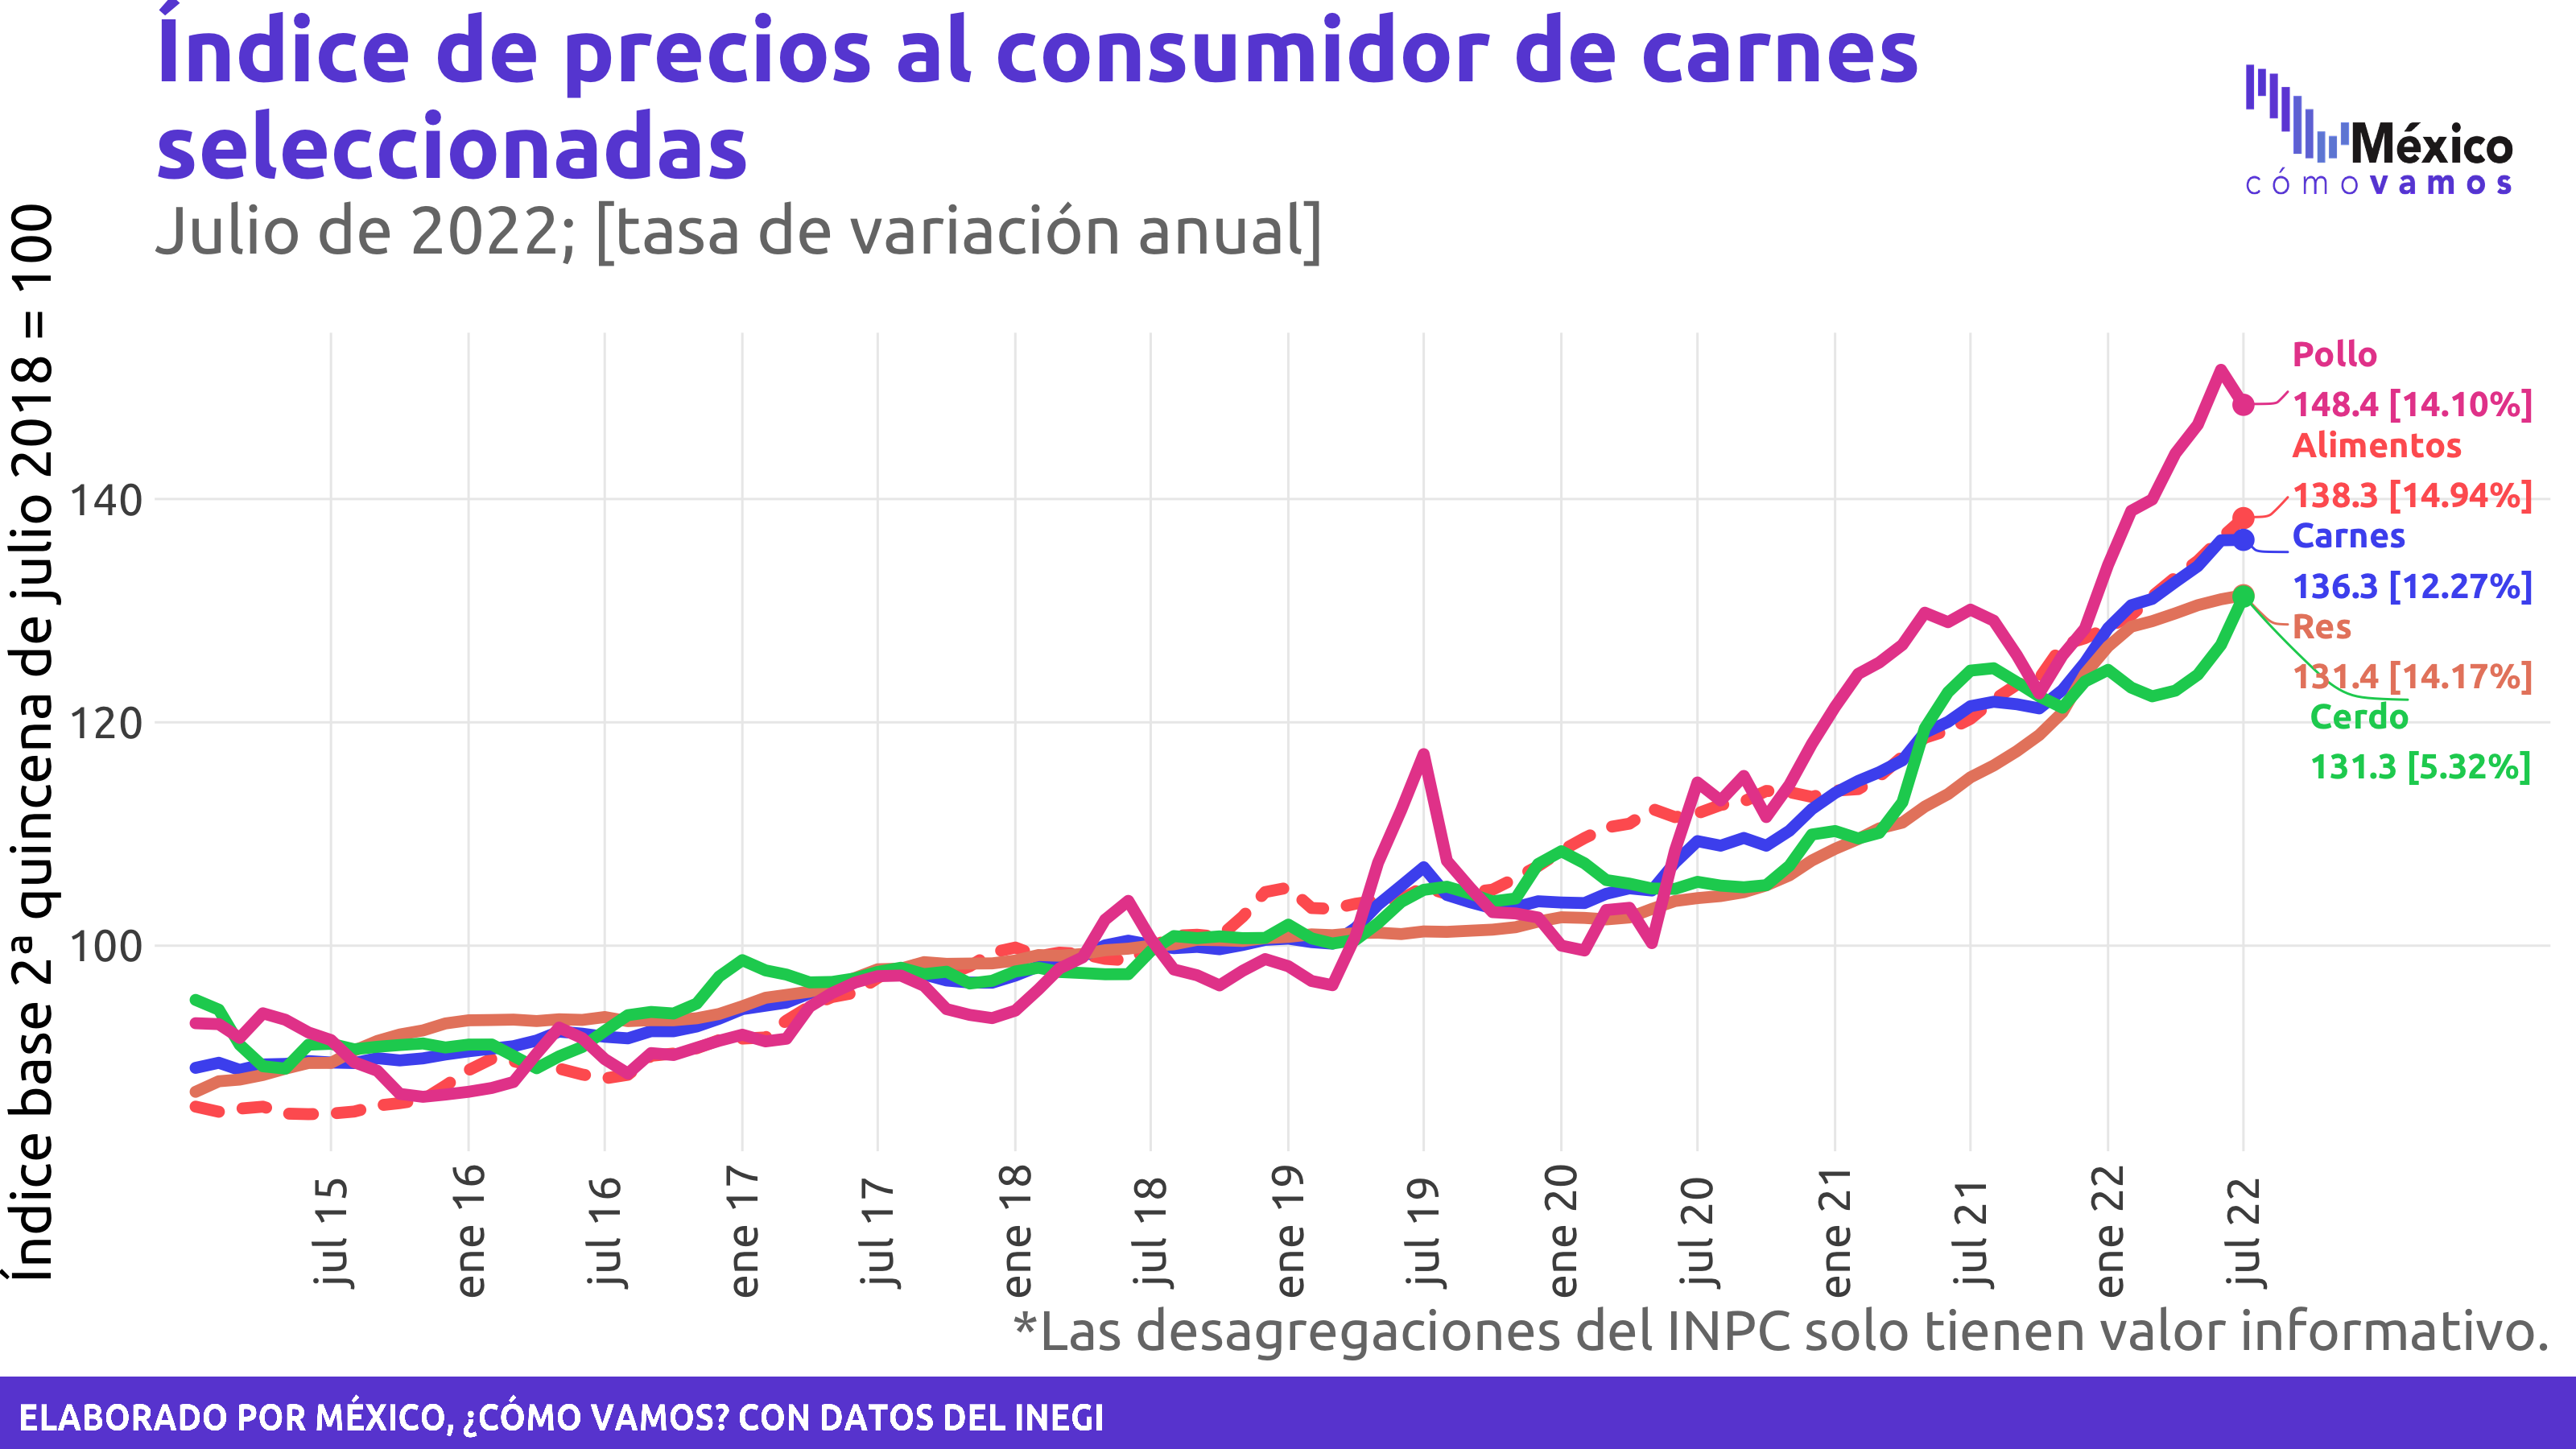 Índice de precios al consumidor de carnes
seleccionadas
Julio de 2022; [tasa de variación anual]
México
cómo vamos
Índice base 2ª quincena de julio 2018 = 100
140
120
100
Pollo
148.4 [14.10%]
Alimentos
138.3 [14.94%]
Carnes
136.3 [12.27%]
Res
131.4 [14.17%]
Cerdo
131.3 [5.32%]
jul 15
ene 16
jul 16
ene 17
jul 17
ene 18
jul 18
ene 19
jul 19
ene 20
jul 20
ene 21
jul 21
ene 22
jul 22
*Las desagregaciones del INPC solo tienen valor informativo.
ELABORADO POR MÉXICO, ¿CÓMO VAMOS? CON DATOS DEL INEGI